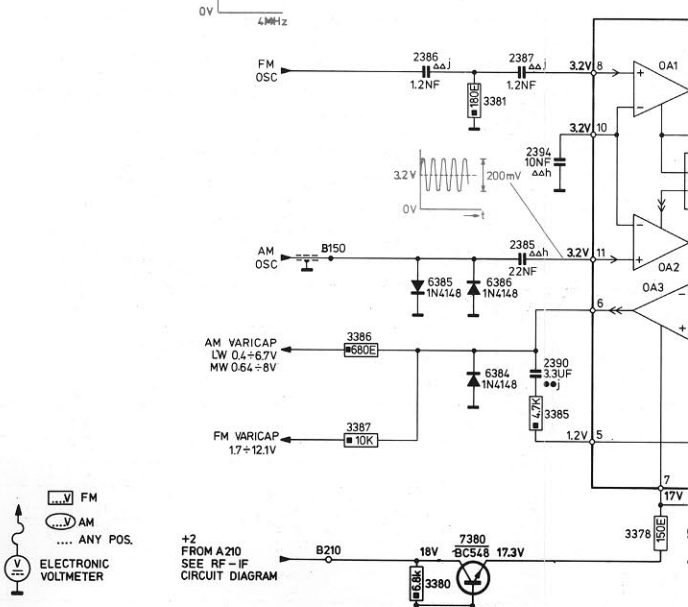 0V
4MHz
FM
OSC
2386
△△j
1.2NF
2387
△△j
1.2NF
3.2V
8
OA1
180E
3381
3.2V
10
2394
10NF
△△h
3.2V
200mV
0V
t
AM
OSC
B150
2385
△△h
22NF
3.2V
11
OA2
6385
1N4148
6386
1N4148
OA3
6
AM VARICAP
LW 0.4÷6.7V
MW 0.64÷8V
3386
680E
6384
1N4148
2390
3.3UF
●●j
4.7K
3385
FM VARICAP
1.7÷12.1V
3387
10K
1.2V
5
7
17V
....V FM
....V AM
.... ANY POS.
V
ELECTRONIC
VOLTMETER
+2
FROM A210
SEE RF-IF
CIRCUIT DIAGRAM
B210
18V
7380
BC548
17.3V
6.8k
3380
3378
150E